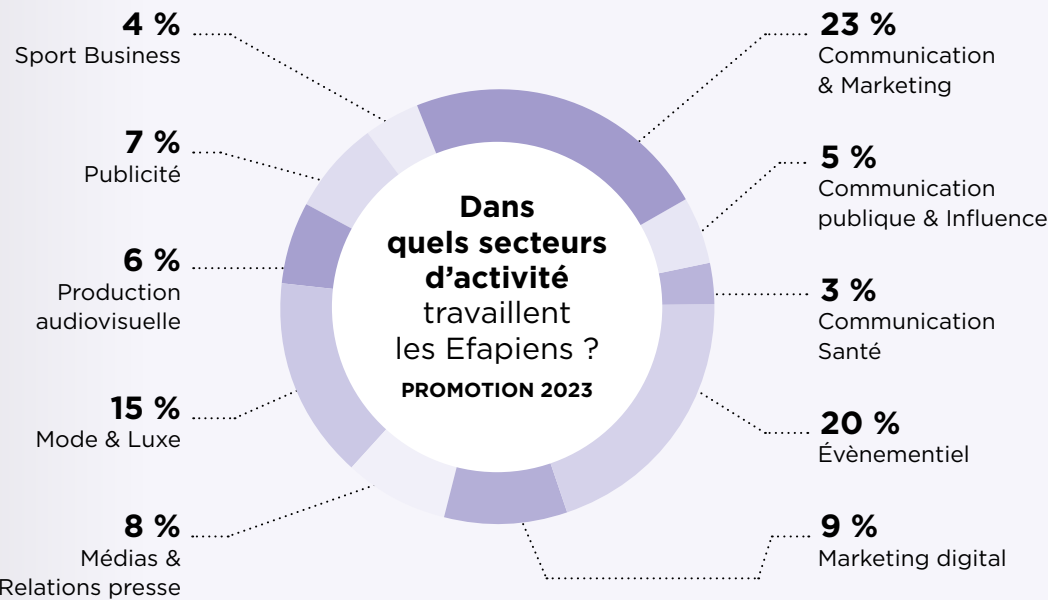 Dans
quels secteurs
d'activité
travaillent
les Efapiens ?
PROMOTION 2023
23 %
Communication
& Marketing
5 %
Communication
publique & Influence
3 %
Communication
Santé
20 %
Évènementiel
9 %
Marketing digital
4 %
Sport Business
7 %
Publicité
6 %
Production
audiovisuelle
15 %
Mode & Luxe
8 %
Médias &
Relations presse